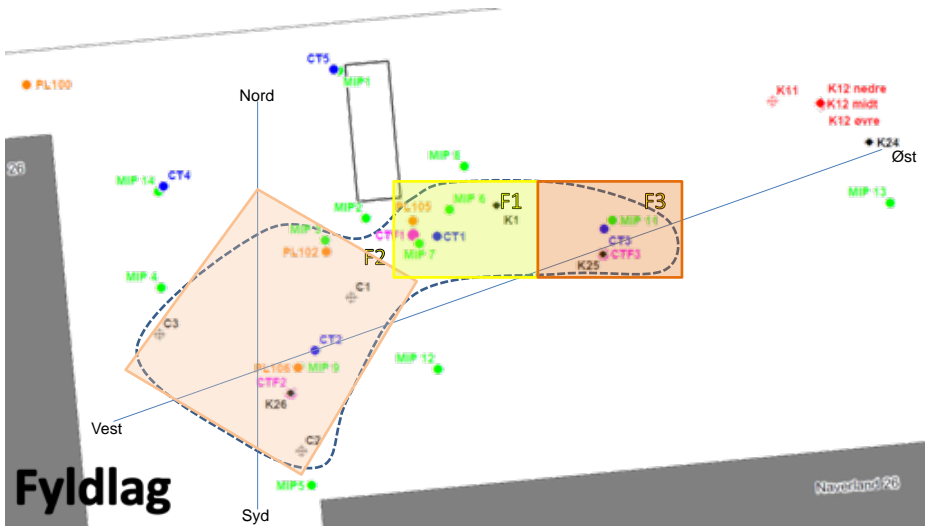 CT5
MIP1
PL100
Nord
K11
K12 nedre
K12 midt
K12 øvre
K24
Øst
26
MIP 8
CT4
MIP 14
MIP 13
F1
F3
MIP 6
K1
MIP2
PL105
MIP 11
CTF1
CT1
CT3
MIP 3
MIP 7
F2
PL102
CTF3
K25
MIP 4
C1
C3
CT2
PL106
MIP 9
MIP 12
CTF2
K26
Vest
C2
Fyldlag
MIP5
Naverland 26
Syd